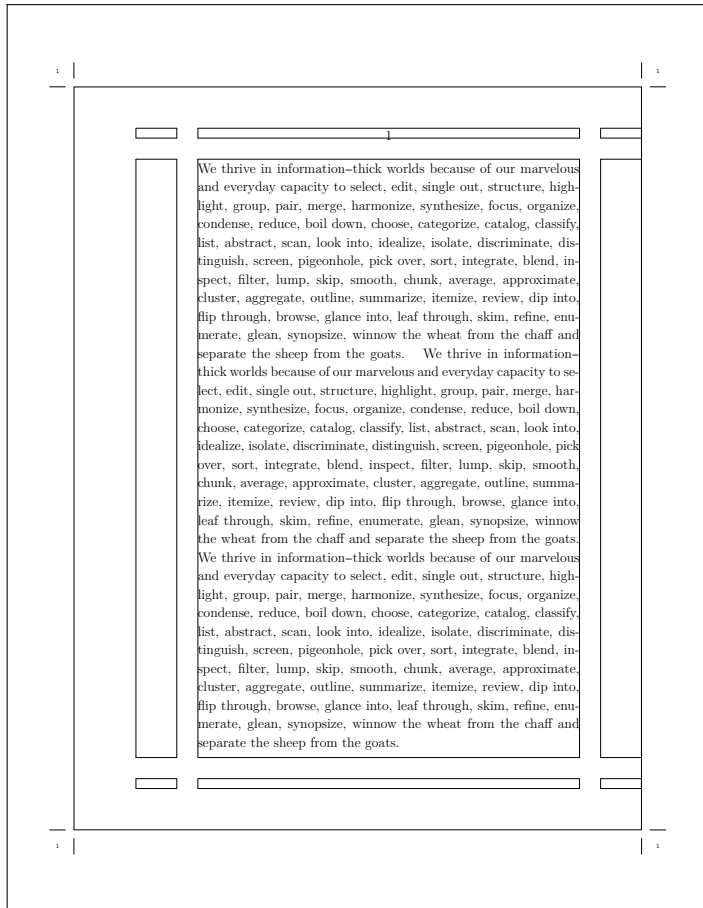 1 1
1
We thrive in information–thick worlds because of our marvelous
and everyday capacity to select, edit, single out, structure, high-
light, group, pair, merge, harmonize, synthesize, focus, organize,
condense, reduce, boil down, choose, categorize, catalog, classify,
list, abstract, scan, look into, idealize, isolate, discriminate, dis-
tinguish, screen, pigeonhole, pick over, sort, integrate, blend, in-
spect, filter, lump, skip, smooth, chunk, average, approximate,
cluster, aggregate, outline, summarize, itemize, review, dip into,
flip through, browse, glance into, leaf through, skim, refine, enu-
merate, glean, synopsize, winnow the wheat from the chaff and
separate the sheep from the goats. We thrive in information–
thick worlds because of our marvelous and everyday capacity to se-
lect, edit, single out, structure, highlight, group, pair, merge, har-
monize, synthesize, focus, organize, condense, reduce, boil down,
choose, categorize, catalog, classify, list, abstract, scan, look into,
idealize, isolate, discriminate, distinguish, screen, pigeonhole, pick
over, sort, integrate, blend, inspect, filter, lump, skip, smooth,
chunk, average, approximate, cluster, aggregate, outline, summa-
rize, itemize, review, dip into, flip through, browse, glance into,
leaf through, skim, refine, enumerate, glean, synopsize, winnow
the wheat from the chaff and separate the sheep from the goats.
We thrive in information–thick worlds because of our marvelous
and everyday capacity to select, edit, single out, structure, high-
light, group, pair, merge, harmonize, synthesize, focus, organize,
condense, reduce, boil down, choose, categorize, catalog, classify,
list, abstract, scan, look into, idealize, isolate, discriminate, dis-
tinguish, screen, pigeonhole, pick over, sort, integrate, blend, in-
spect, filter, lump, skip, smooth, chunk, average, approximate,
cluster, aggregate, outline, summarize, itemize, review, dip into,
flip through, browse, glance into, leaf through, skim, refine, enu-
merate, glean, synopsize, winnow the wheat from the chaff and
separate the sheep from the goats.
1 1